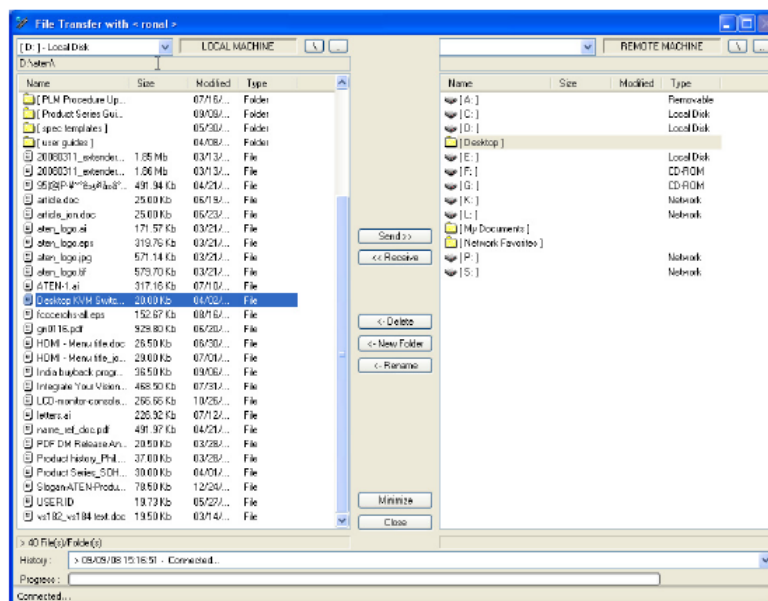 File Transfer with < ronal >
[ D: ] - Local Disk LOCAL MACHINE \ .. REMOTE MACHINE \ ..
D:\aten\
Name Size Modified Type Name Size Modified Type
[ PLM Procedure Up... 07/16/... Folder [ A: ] Removable
[ Product Series Gui... 09/09/... Folder [ C: ] Local Disk
[ spec templates ] 05/30/... Folder [ D: ] Local Disk
[ user guides ] 04/08/... Folder [ Desktop ]
20080311_extender... 1.85 Mb 03/13/... File [ E: ] Local Disk
20080311_extender... 1.86 Mb 03/13/... File [ F: ] CD-ROM
491.94 Kb 04/21/... File [ G: ] CD-ROM
article.doc 25.00 Kb 06/19/... File [ K: ] Network
article_jon.doc 25.00 Kb 06/23/... File [ L: ] Network
aten_logo.ai 171.57 Kb 03/21/... File [ My Documents ]
aten_logo.eps 319.76 Kb 03/21/... File [ Network Favorites ]
aten_logo.jpg 571.14 Kb 03/21/... File [ P: ] Network
aten_logo.tif 579.70 Kb 03/21/... File [ S: ] Network
ATEN-1.ai 317.16 Kb 07/10/... File
Desktop KVM Switc... 20.00 Kb 04/02/... File
fcccerohs-all.eps 152.67 Kb 08/16/... File
gn0116.pdf 929.80 Kb 06/20/... File
HDMI - Menu title.doc 26.50 Kb 06/30/... File
HDMI - Menu title_jo... 29.00 Kb 07/01/... File
India buyback progr... 36.50 Kb 09/06/... File
Integrate Your Vision... 468.50 Kb 07/31/... File
LCD-monitor-console... 266.66 Kb 10/26/... File
letters.ai 226.92 Kb 07/12/... File
name_ref_doc.pdf 491.97 Kb 04/21/... File
PDF DM Release An... 20.50 Kb 03/28/... File
Product history_Phil... 37.00 Kb 03/28/... File
Product Series_SOH... 30.00 Kb 04/01/... File
Slogan-ATEN-Produ... 78.50 Kb 12/24/... File
USER.ID 19.73 Kb 05/27/... File
vs182_vs184 text.doc 19.50 Kb 03/14/... File
Send >>
<< Receive
<- Delete
<- New Folder
<- Rename
Minimize
Close
> 40 File(s)/Folder(s)
History : > 09/09/08 15:16:51 - Connected...
Progress :
Connected...